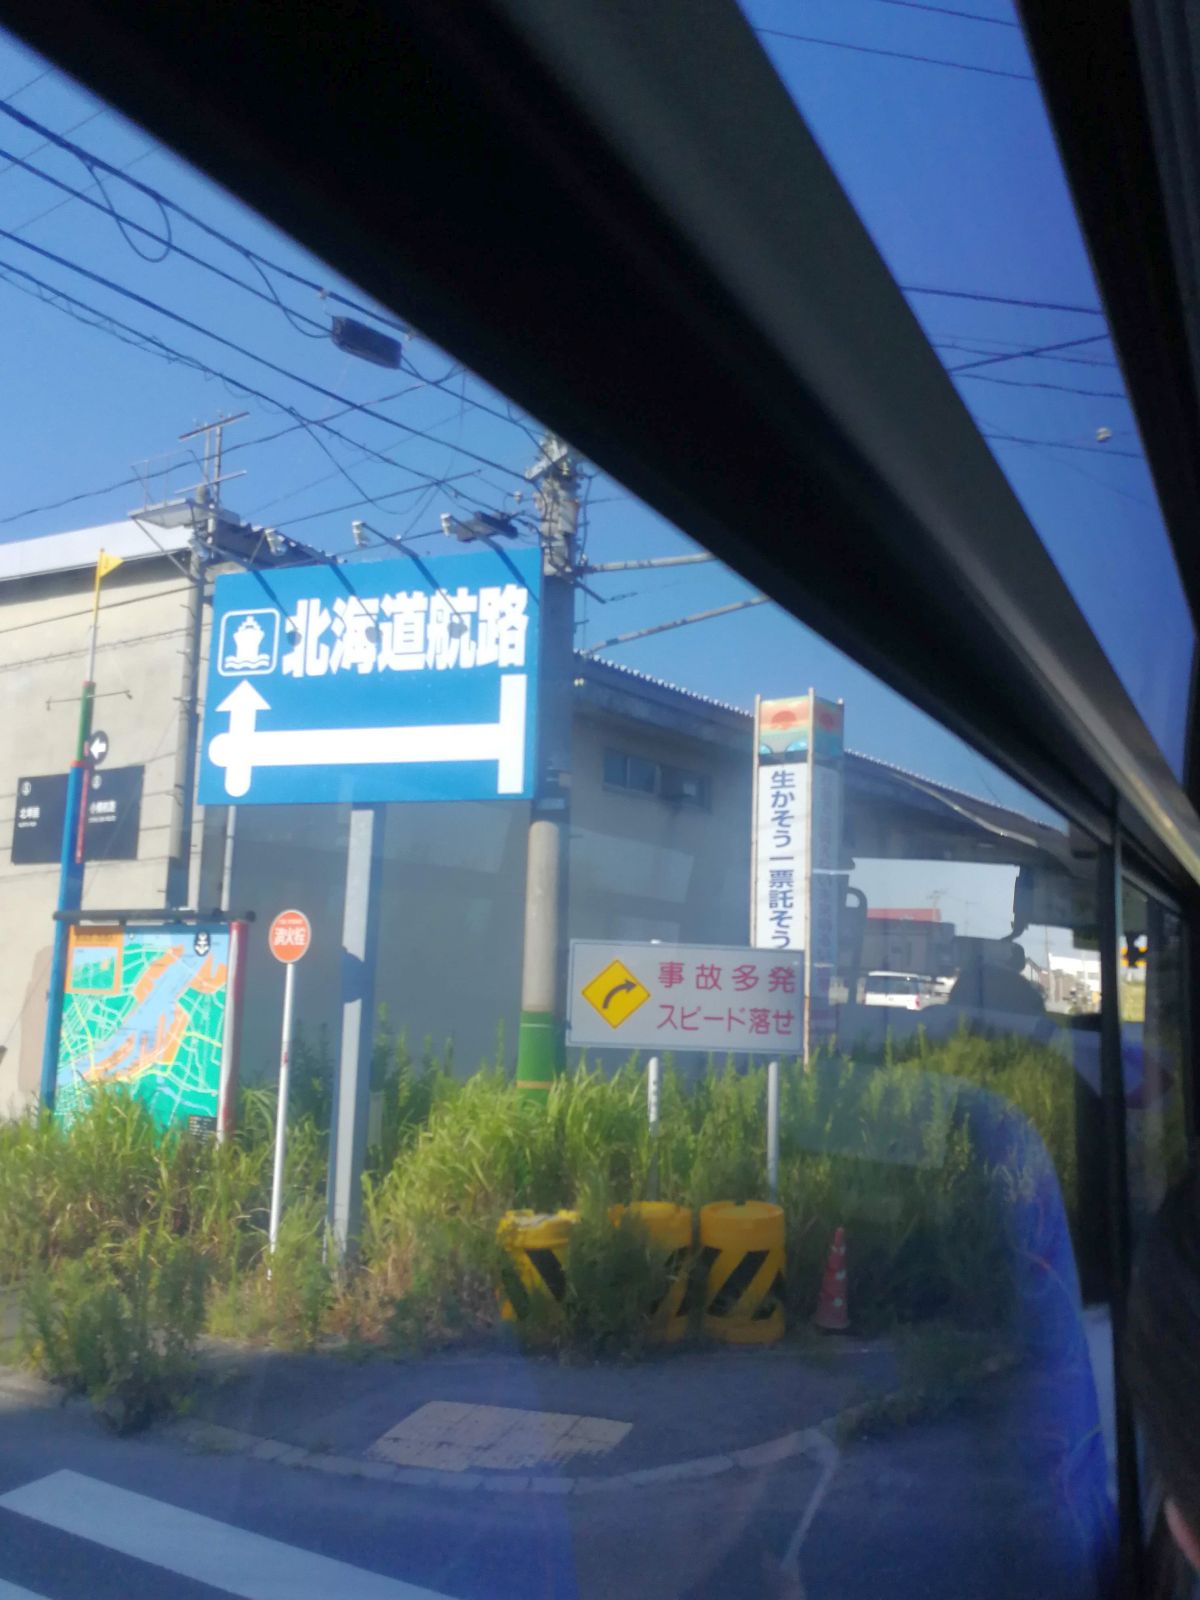 北海道航路
生かそう一票託そう
消火栓
事故多発
スピード落せ